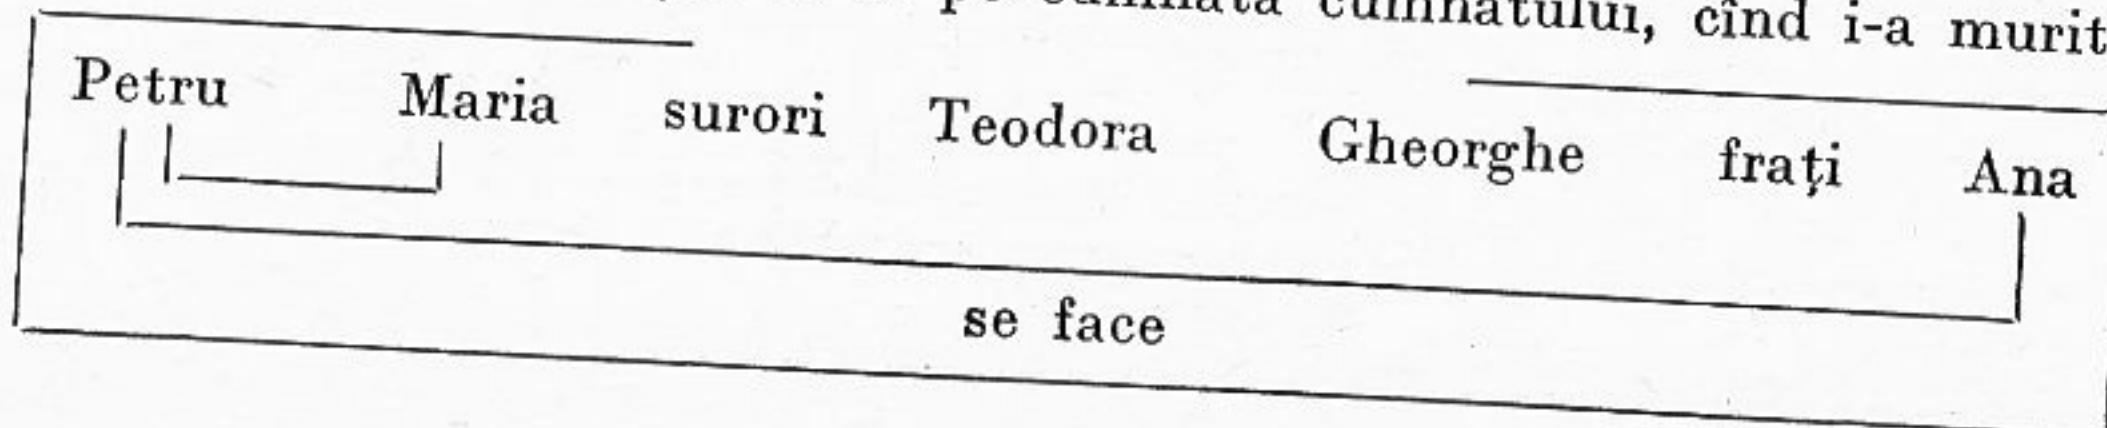 cumnatului, cînd i-a murit
Petru Maria surori Teodora Gheorghe frați Ana
se face